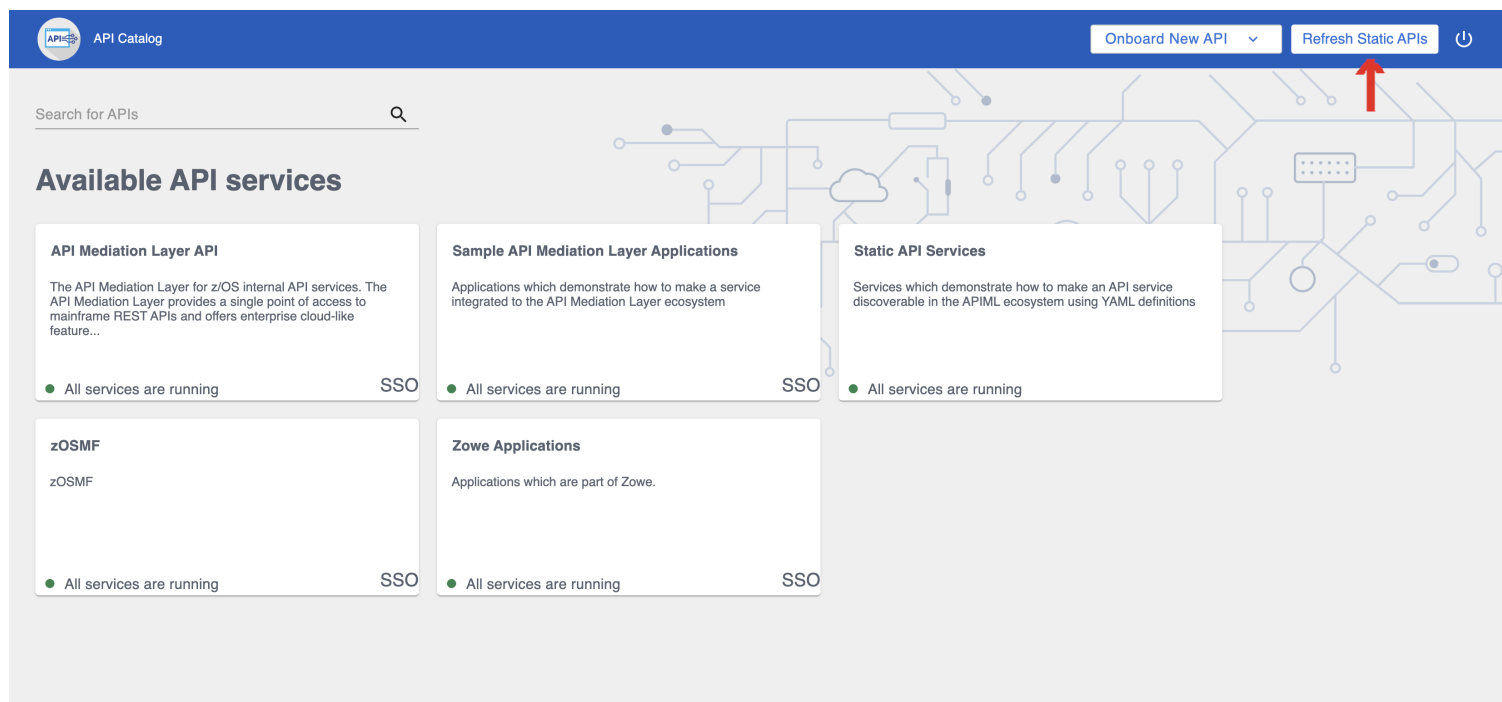 API
API Catalog
Onboard New API
Refresh Static APIs
Search for APIs
Available API services
API Mediation Layer API
The API Mediation Layer for z/OS internal API services. The
API Mediation Layer provides a single point of access to
mainframe REST APIs and offers enterprise cloud-like
feature...
All services are running
SSO
Sample API Mediation Layer Applications
Applications which demonstrate how to make a service
integrated to the API Mediation Layer ecosystem
All services are running
SSO
Static API Services
Services which demonstrate how to make an API service
discoverable in the APIML ecosystem using YAML definitions
All services are running
zOSMF
zOSMF
All services are running
SSO
Zowe Applications
Applications which are part of Zowe.
All services are running
SSO